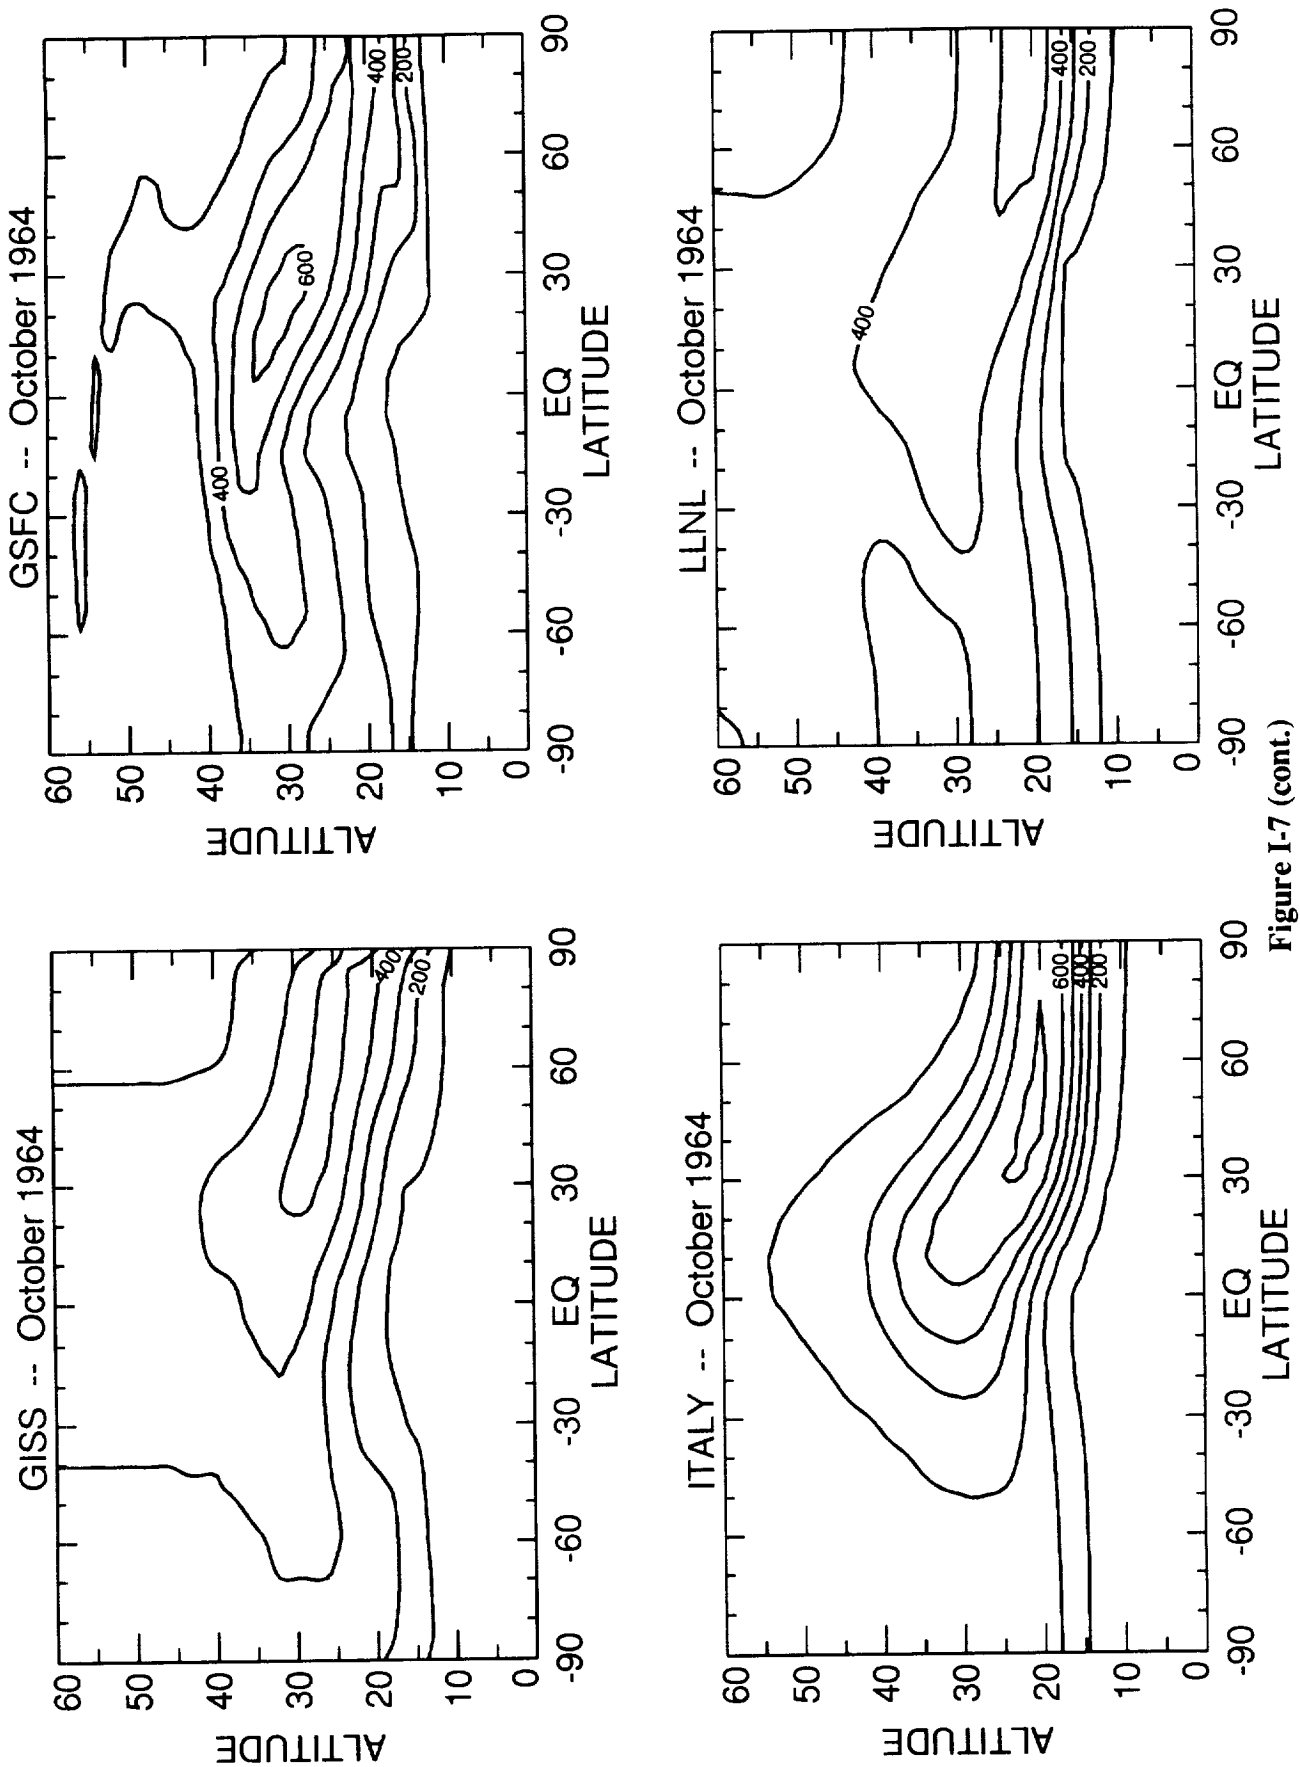 GISS -- October 1964
ALTITUDE
60
50
40
30
20
10
0
400
200
-90 -60 -30 EQ 30 60 90
LATITUDE
GSFC -- October 1964
ALTITUDE
60
50
40
30
20
10
0
400
600
400
200
-90 -60 -30 EQ 30 60 90
LATITUDE
ITALY -- October 1964
ALTITUDE
60
50
40
30
20
10
0
600
400
200
-90 -60 -30 EQ 30 60 90
LATITUDE
LLNL -- October 1964
ALTITUDE
60
50
40
30
20
10
0
400
400
200
-90 -60 -30 EQ 30 60 90
LATITUDE
Figure I-7 (cont.)